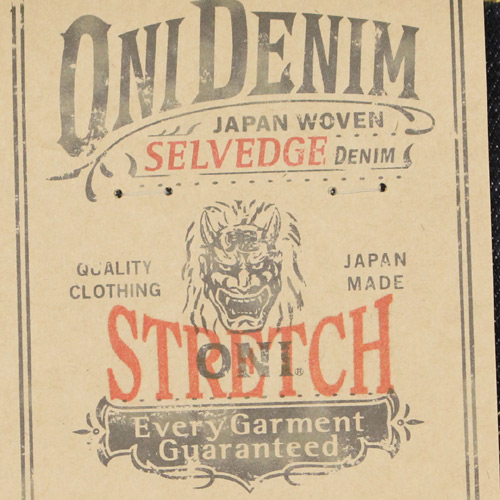 ONI DENIM
JAPAN WOVEN
SELVEDGE DENIM
QUALITY CLOTHING
JAPAN MADE
STRETCH
ONI®
Every Garment
Guaranteed